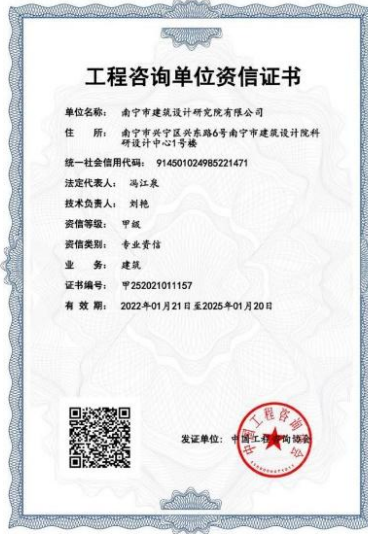 工程咨询单位资信证书
单位名称： 南宁市建筑设计研究院有限公司
住 所： 南宁市兴宁区兴东路6号南宁市建筑设计院科
研设计中心1号楼
统一社会信用代码： 914501024985221471
法定代表人： 冯江泉
技术负责人： 刘艳
资信等级： 甲级
资信类别： 专业资信
业 务： 建筑
证书编号： 甲252021011157
有 效 期： 2022年01月21日至2025年01月20日
发证单位： 中国工程咨询协会
中国工程咨询协会